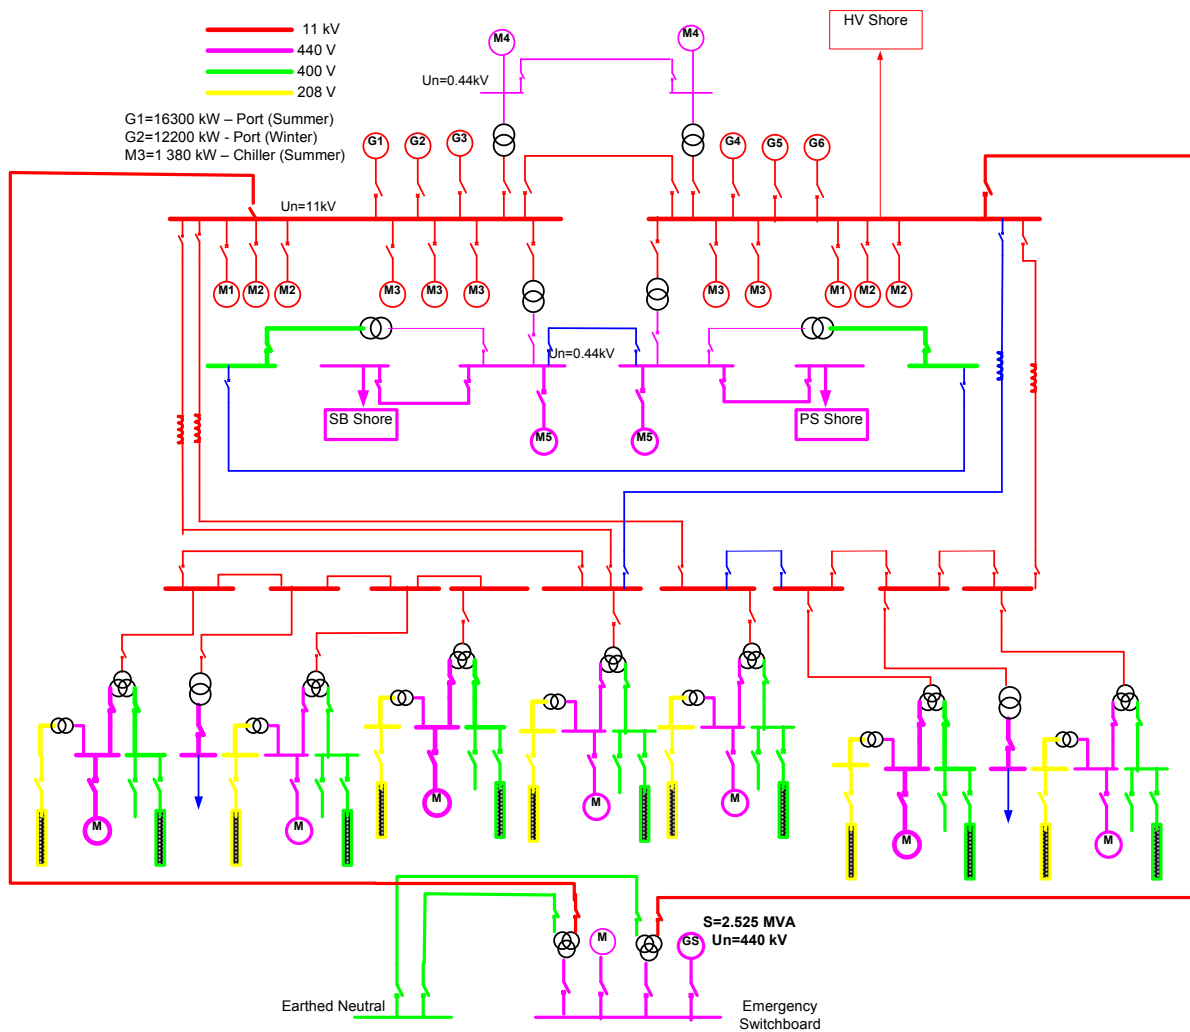 11 kV
440 V
400 V
208 V
G1=16300 kW – Port (Summer)
G2=12200 kW - Port (Winter)
M3=1 380 kW – Chiller (Summer)
M4
M4
HV Shore
Un=0.44kV
G1
G2
G3
G4
G5
G6
Un=11kV
M1
M2
M2
M3
M3
M3
M3
M3
M1
M2
M2
Un=0.44kV
SB Shore
M5
M5
PS Shore
M
M
M
M
M
M
M
S=2.525 MVA
Un=440 kV
M
GS
Earthed Neutral
Emergency
Switchboard